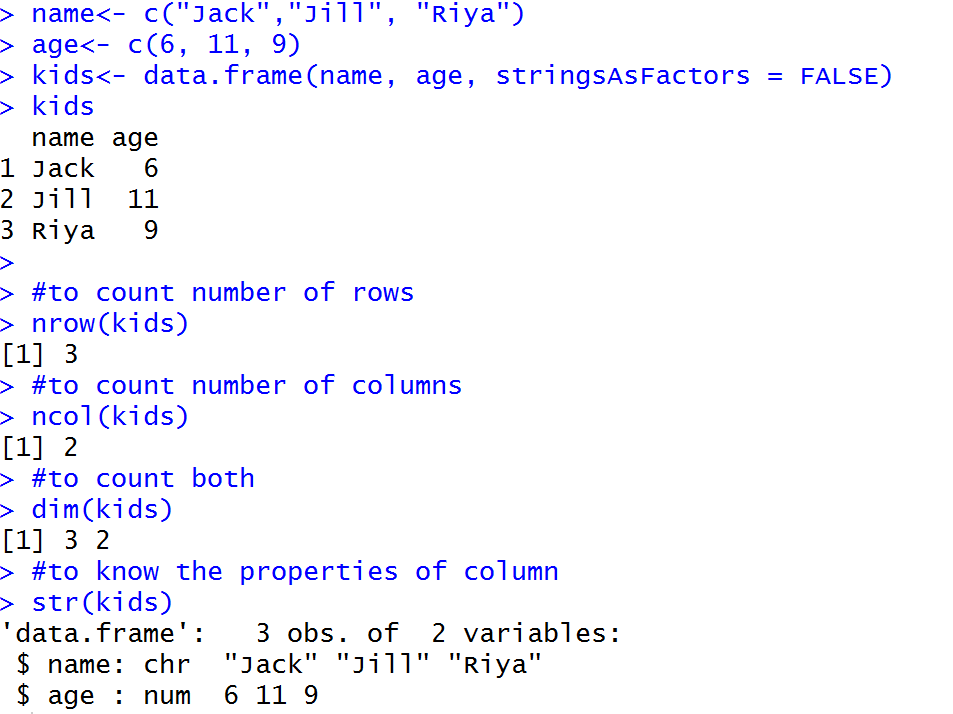 > name<- c("Jack","Jill", "Riya")
> age<- c(6, 11, 9)
> kids<- data.frame(name, age, stringsAsFactors = FALSE)
> kids
  name age
1 Jack   6
2 Jill  11
3 Riya   9
>
> #to count number of rows
> nrow(kids)
[1] 3
> #to count number of columns
> ncol(kids)
[1] 2
> #to count both
> dim(kids)
[1] 3 2
> #to know the properties of column
> str(kids)
'data.frame':   3 obs. of  2 variables:
 $ name: chr  "Jack" "Jill" "Riya"
 $ age : num  6 11 9